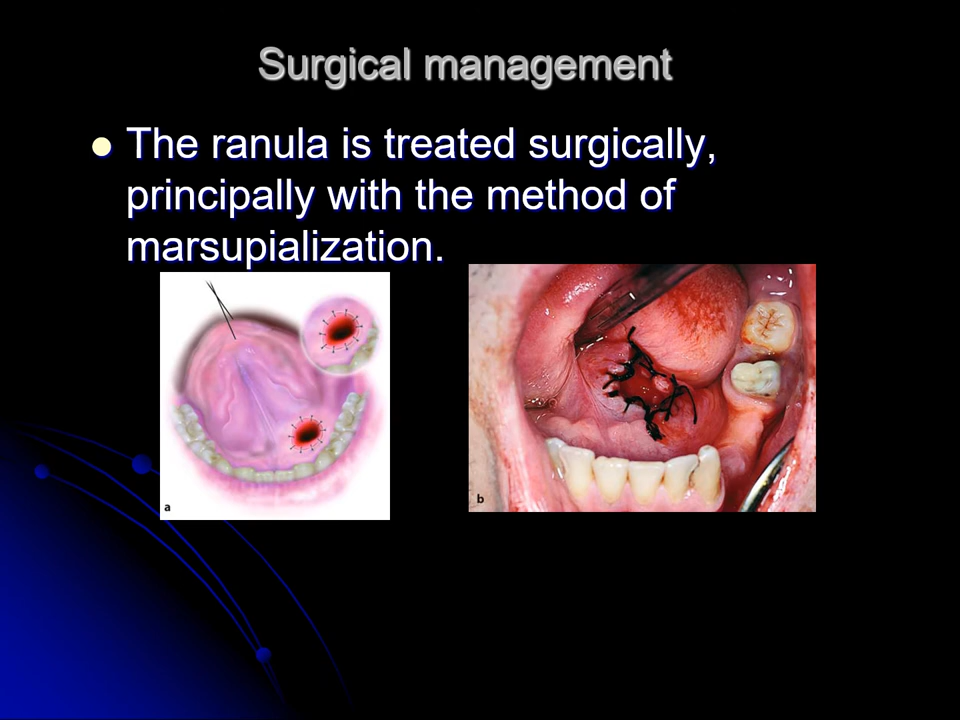 Surgical management
The ranula is treated surgically,
principally with the method of
marsupialization.
a
b